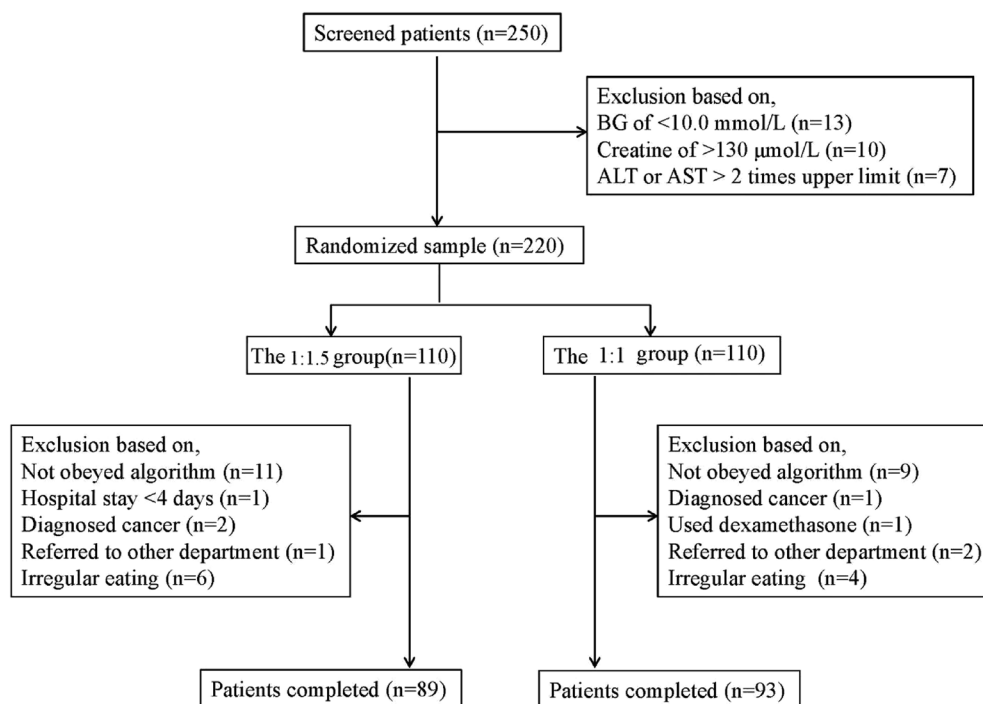 Screened patients (n=250)
Exclusion based on,
BG of <10.0 mmol/L (n=13)
Creatine of >130 μmol/L (n=10)
ALT or AST > 2 times upper limit (n=7)
Randomized sample (n=220)
The 1:1.5 group(n=110)
The 1:1 group (n=110)
Exclusion based on,
Not obeyed algorithm (n=11)
Hospital stay <4 days (n=1)
Diagnosed cancer (n=2)
Referred to other department (n=1)
Irregular eating (n=6)
Exclusion based on,
Not obeyed algorithm (n=9)
Diagnosed cancer (n=1)
Used dexamethasone (n=1)
Referred to other department (n=2)
Irregular eating (n=4)
Patients completed (n=89)
Patients completed (n=93)